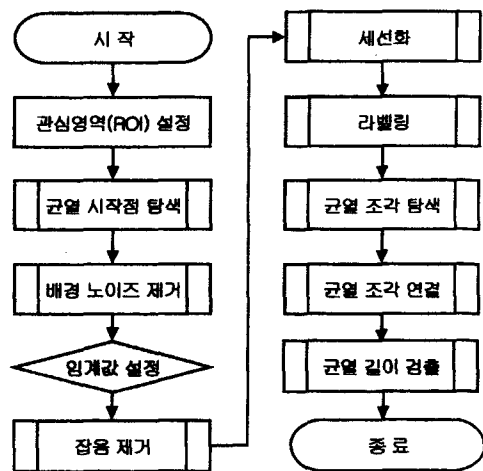 시 작
관심영역(ROI) 설정
균열 시작점 탐색
배경 노이즈 제거
임계값 설정
잡음 제거
세선화
라벨링
균열 조각 탐색
균열 조각 연결
균열 길이 검출
종 료